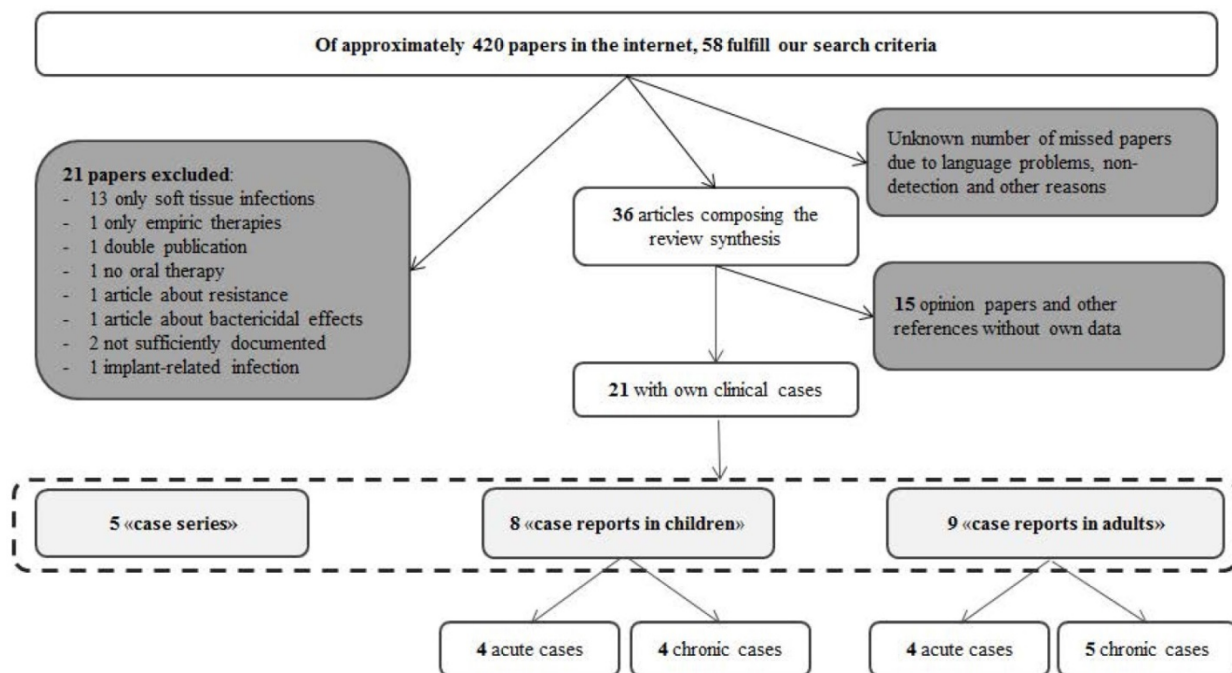 Of approximately 420 papers in the internet, 58 fulfill our search criteria
21 papers excluded:
- 13 only soft tissue infections
- 1 only empiric therapies
- 1 double publication
- 1 no oral therapy
- 1 article about resistance
- 1 article about bactericidal effects
- 2 not sufficiently documented
- 1 implant-related infection
Unknown number of missed papers
due to language problems, non-
detection and other reasons
36 articles composing the
review synthesis
15 opinion papers and other
references without own data
21 with own clinical cases
5 «case series»
8 «case reports in children»
9 «case reports in adults»
4 acute cases
4 chronic cases
4 acute cases
5 chronic cases